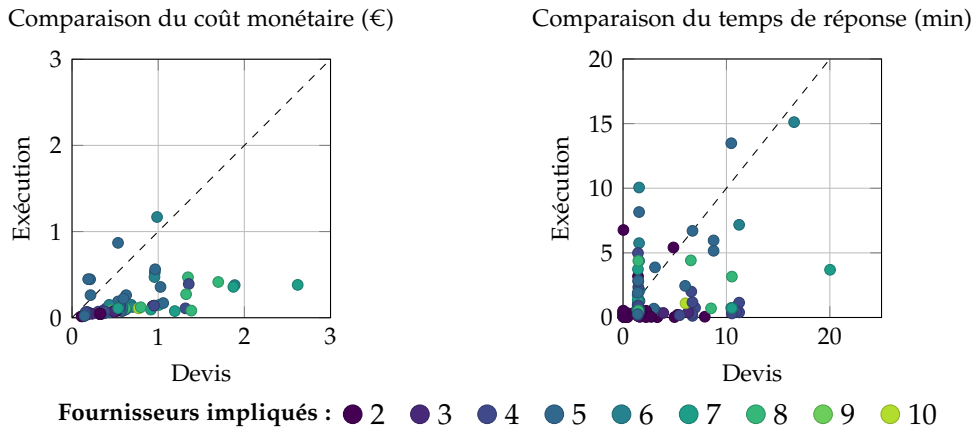 Comparaison du coût monétaire (€)
3
2
1
0
0
1
2
3
Exécution
Devis
Comparaison du temps de réponse (min)
20
15
10
5
0
0
10
20
Exécution
Devis
Fournisseurs impliqués : 2 3 4 5 6 7 8 9 10